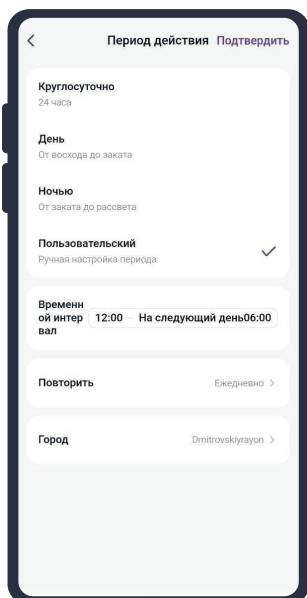 Период действия Подтвердить
Круглосуточно
24 часа
День
От восхода до заката
Ночью
От заката до рассвета
Пользовательский
Ручная настройка периода
Временн
ой интер
вал
12:00 – На следующий день06:00
Повторить Ежедневно >
Город Dmitrovskiyrayon >